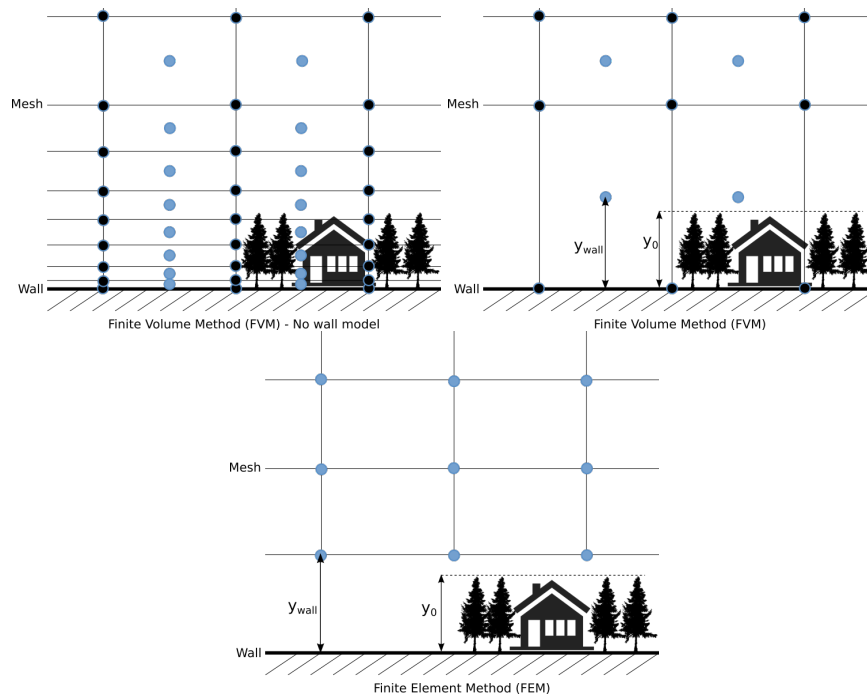 Mesh
Wall
Finite Volume Method (FVM) - No wall model
Mesh
y_wall
y_0
Wall
Finite Volume Method (FVM)
Mesh
y_wall
y_0
Wall
Finite Element Method (FEM)